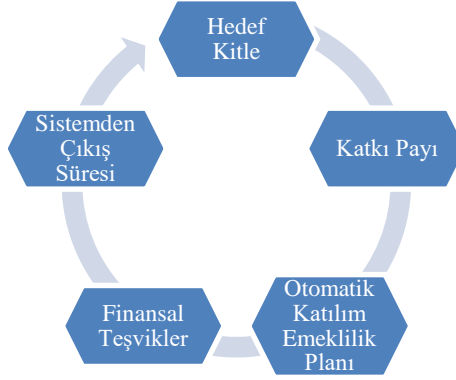 Hedef
Kitle
Katkı Payı
Otomatik
Katılım
Emeklilik
Planı
Finansal
Teşvikler
Sistemden
Çıkış
Süresi